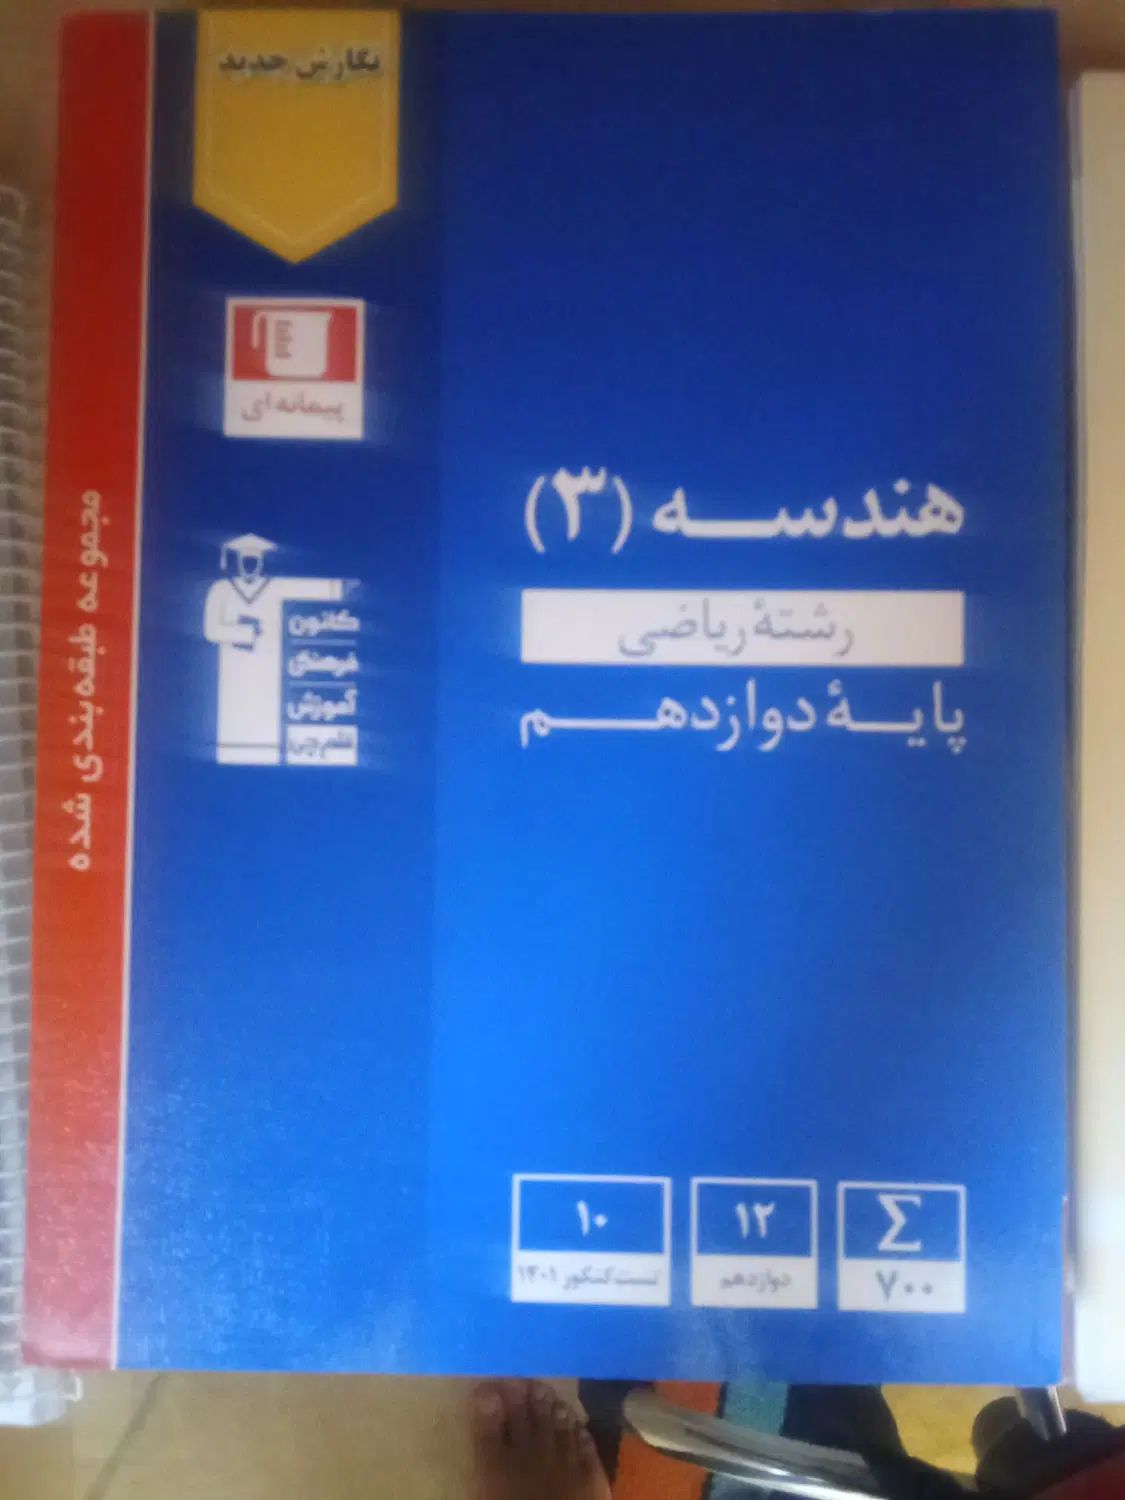 نگارش جدید
پیمانه‌ای
مجموعه طبقه‌بندی شده
کانون
فرهنگی
آموزش
قلم‌چی
هندسه (۳)
رشتهٔ ریاضی
پایهٔ دوازدهم
Σ
۷۰۰
۱۲
دوازدهم
۱۰
تست کنکور ۱۴۰۱